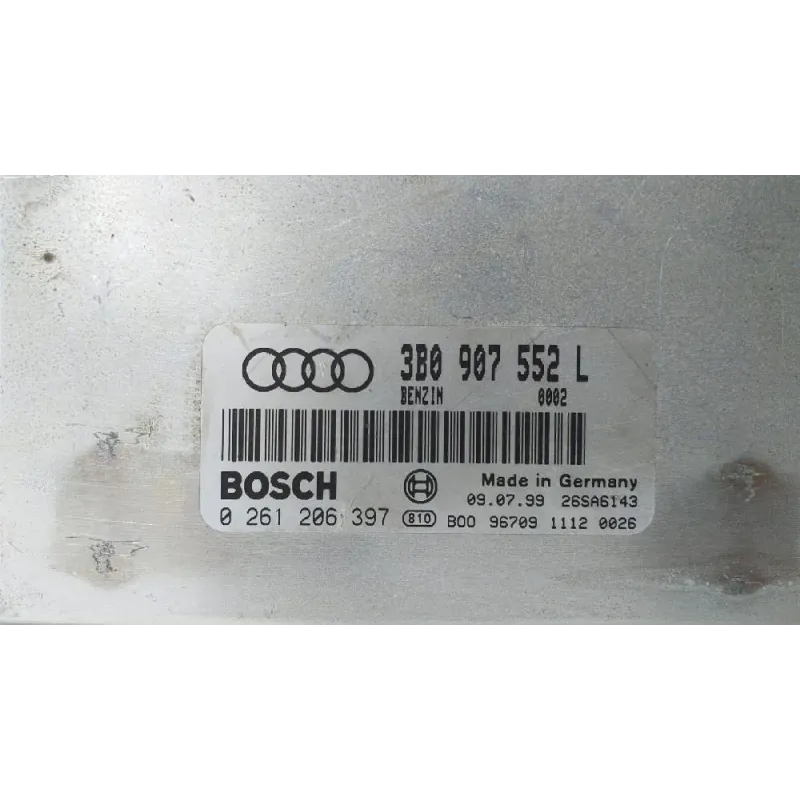 3B0 907 552 L
BENZIN 0002
BOSCH Made in Germany
09.07.99 26SA6143
0 261 206 397 810 B00 96709 1112 0026